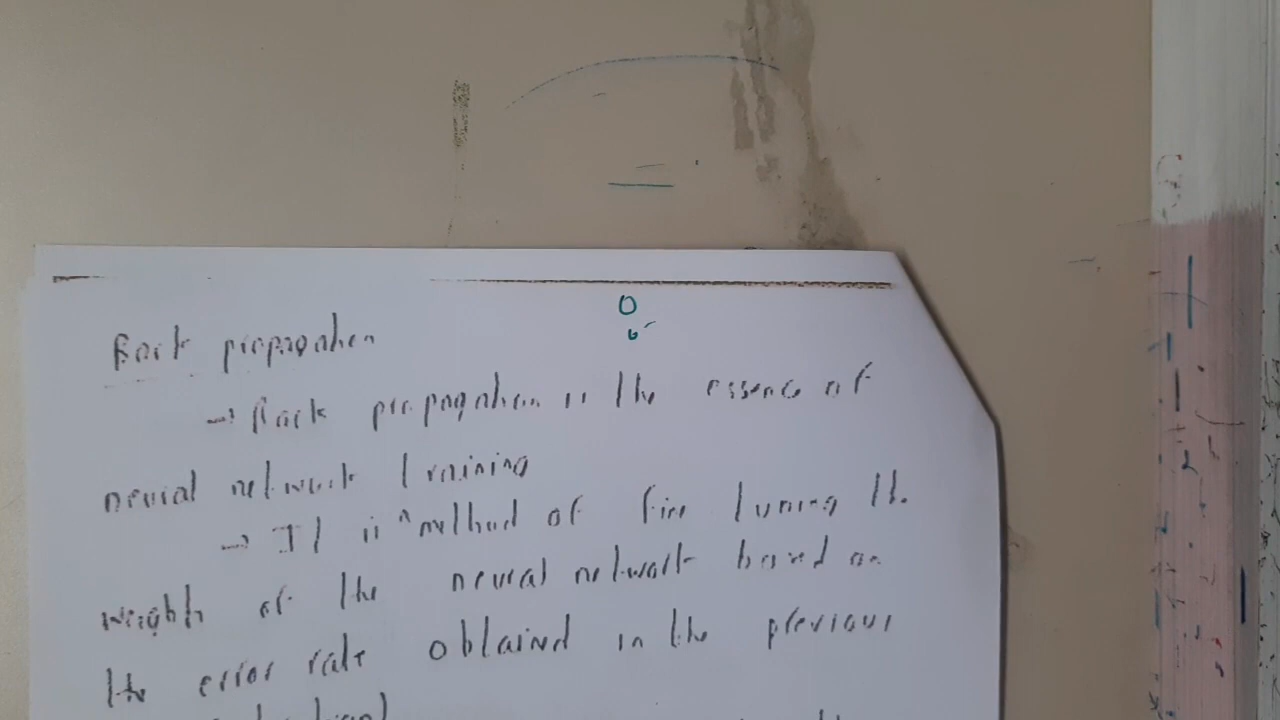 Back propagation
→ Back propagation is the essence of
neural network training
→ It is a method of fine tuning the
weights of the neural network based on
the error rate obtained in the previous